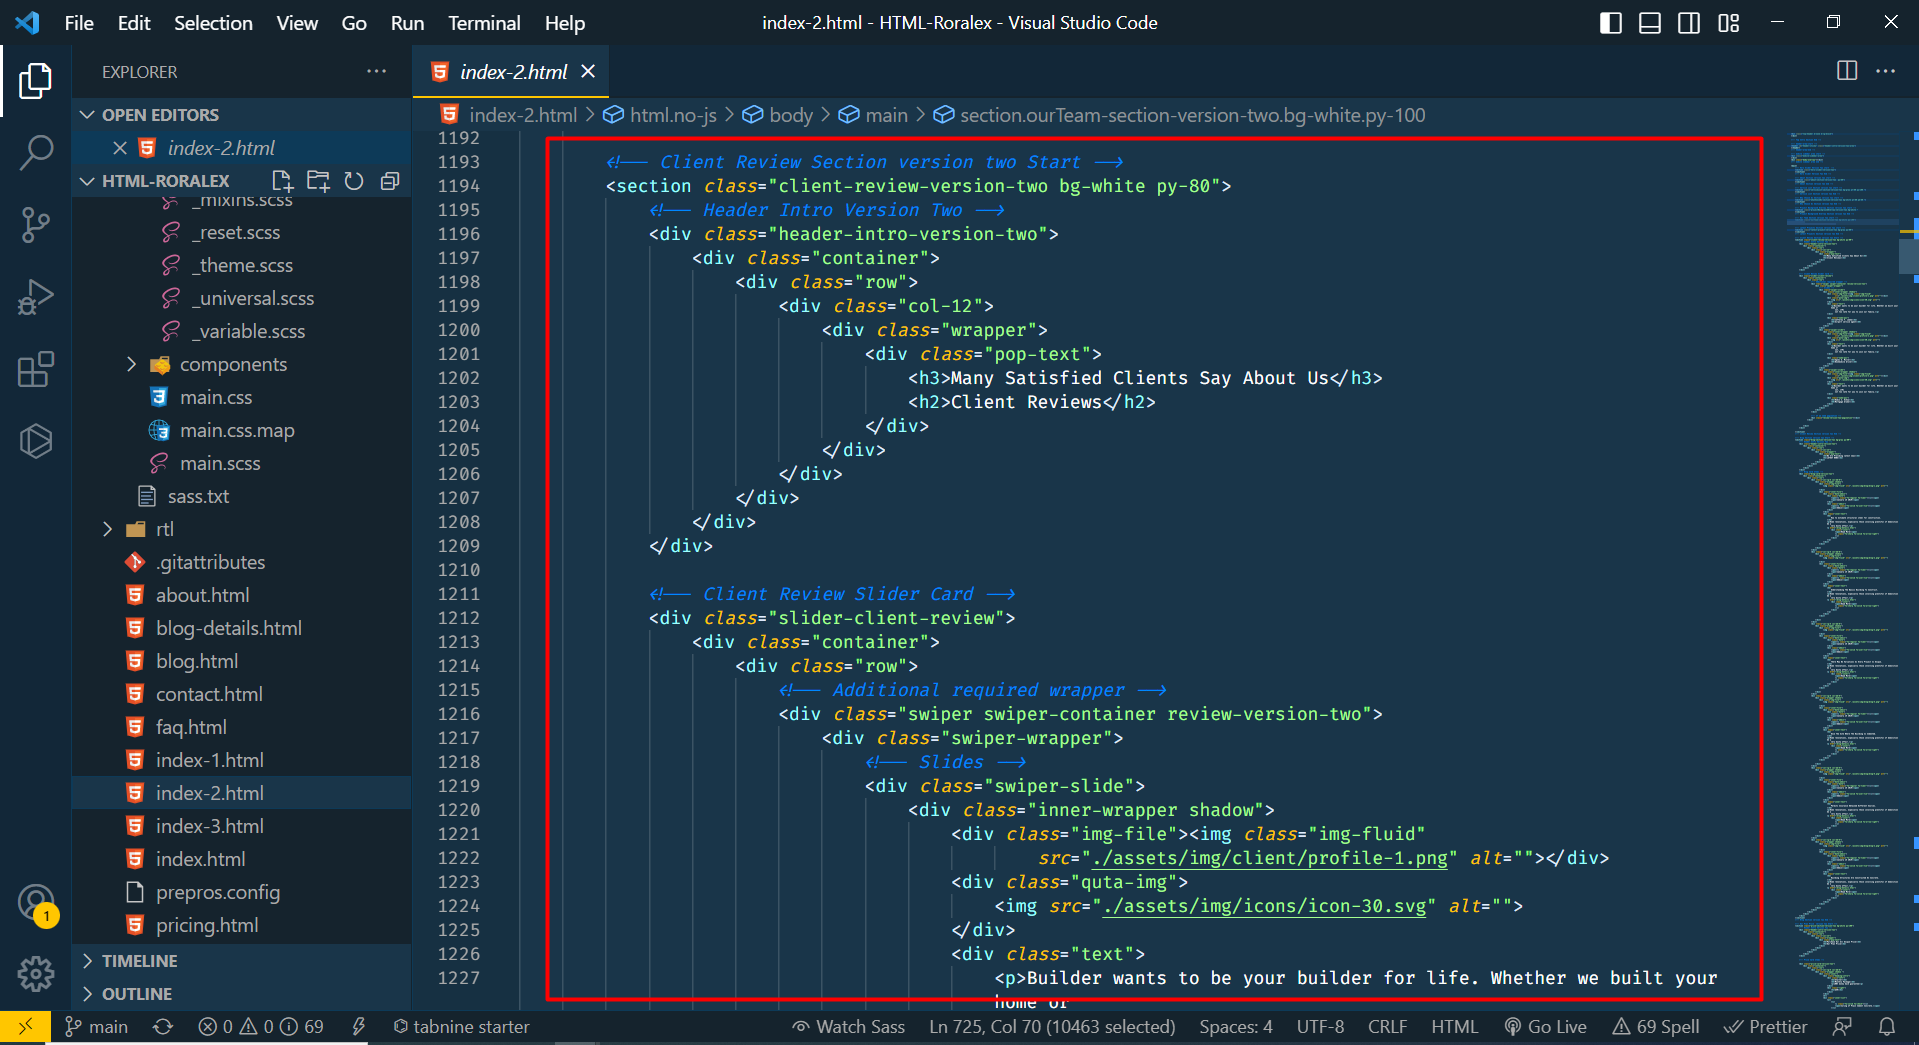 File Edit Selection View Go Run Terminal Help
index-2.html - HTML-Roralex - Visual Studio Code
EXPLORER
OPEN EDITORS
index-2.html
HTML-RORALEX
_mixins.scss
_reset.scss
_theme.scss
_universal.scss
_variable.scss
components
main.css
main.css.map
main.scss
sass.txt
rtl
.gitattributes
about.html
blog-details.html
blog.html
contact.html
faq.html
index-1.html
index-2.html
index-3.html
index.html
prepros.config
pricing.html
TIMELINE
OUTLINE
1
index-2.html
index-2.html > html.no-js > body > main > section.ourTeam-section-version-two.bg-white.py-100
1192
1193 <!-- Client Review Section version two Start -->
1194 <section class="client-review-version-two bg-white py-80">
1195 <!-- Header Intro Version Two -->
1196 <div class="header-intro-version-two">
1197 <div class="container">
1198 <div class="row">
1199 <div class="col-12">
1200 <div class="wrapper">
1201 <div class="pop-text">
1202 <h3>Many Satisfied Clients Say About Us</h3>
1203 <h2>Client Reviews</h2>
1204 </div>
1205 </div>
1206 </div>
1207 </div>
1208 </div>
1209 </div>
1210
1211 <!-- Client Review Slider Card -->
1212 <div class="slider-client-review">
1213 <div class="container">
1214 <div class="row">
1215 <!-- Additional required wrapper -->
1216 <div class="swiper swiper-container review-version-two">
1217 <div class="swiper-wrapper">
1218 <!-- Slides -->
1219 <div class="swiper-slide">
1220 <div class="inner-wrapper shadow">
1221 <div class="img-file"><img class="img-fluid"
1222 src="./assets/img/client/profile-1.png" alt=""></div>
1223 <div class="quta-img">
1224 <img src="./assets/img/icons/icon-30.svg" alt="">
1225 </div>
1226 <div class="text">
1227 <p>Builder wants to be your builder for life. Whether we built your
home or
main 0 0 69 tabnine starter Watch Sass Ln 725, Col 70 (10463 selected) Spaces: 4 UTF-8 CRLF HTML Go Live 69 Spell Prettier